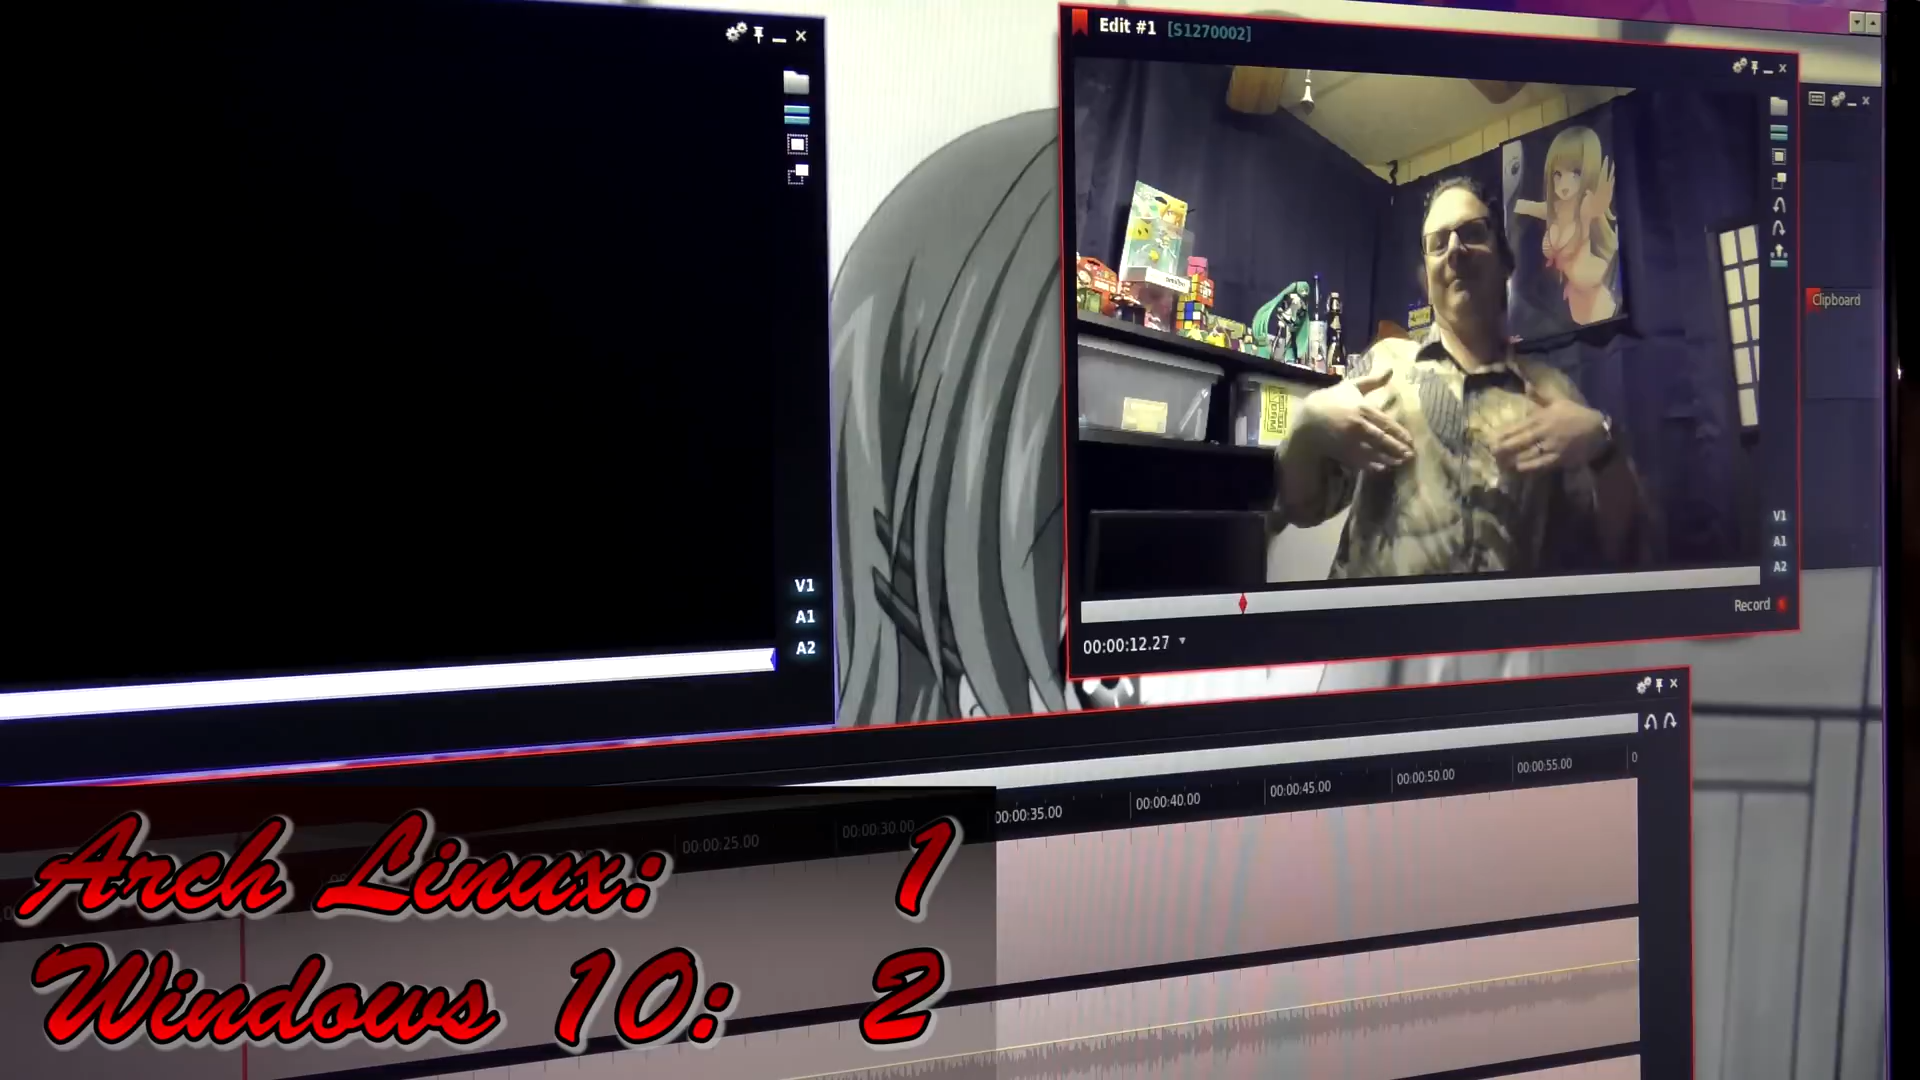 Edit #1 [S1270002]
amiibo
Clipboard
V1
A1
A2
V1
A1
A2
Record
00:00:12.27
00:00:25.00 00:00:30.00 00:00:35.00 00:00:40.00 00:00:45.00 00:00:50.00 00:00:55.00 0
Arch Linux: 1
Windows 10: 2